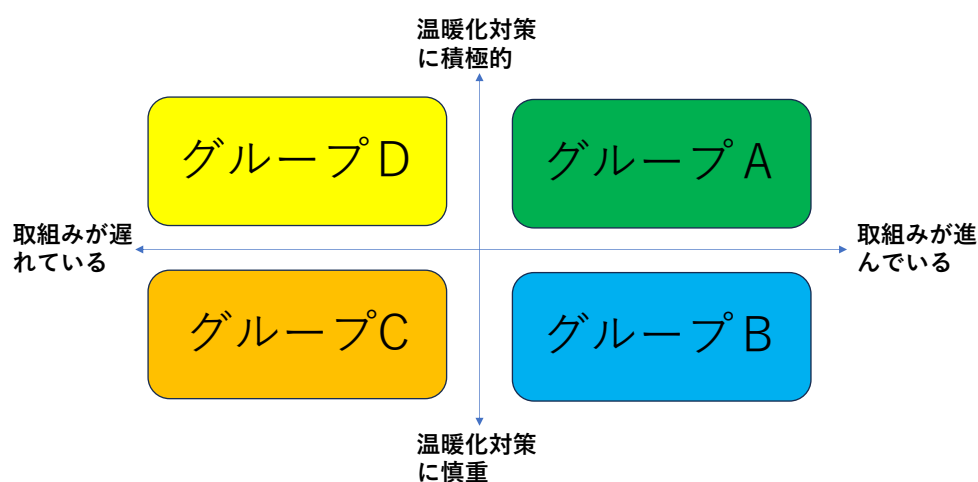 温暖化対策
に積極的
グループD
グループA
取組みが遅
れている
取組みが進
んでいる
グループC
グループB
温暖化対策
に慎重